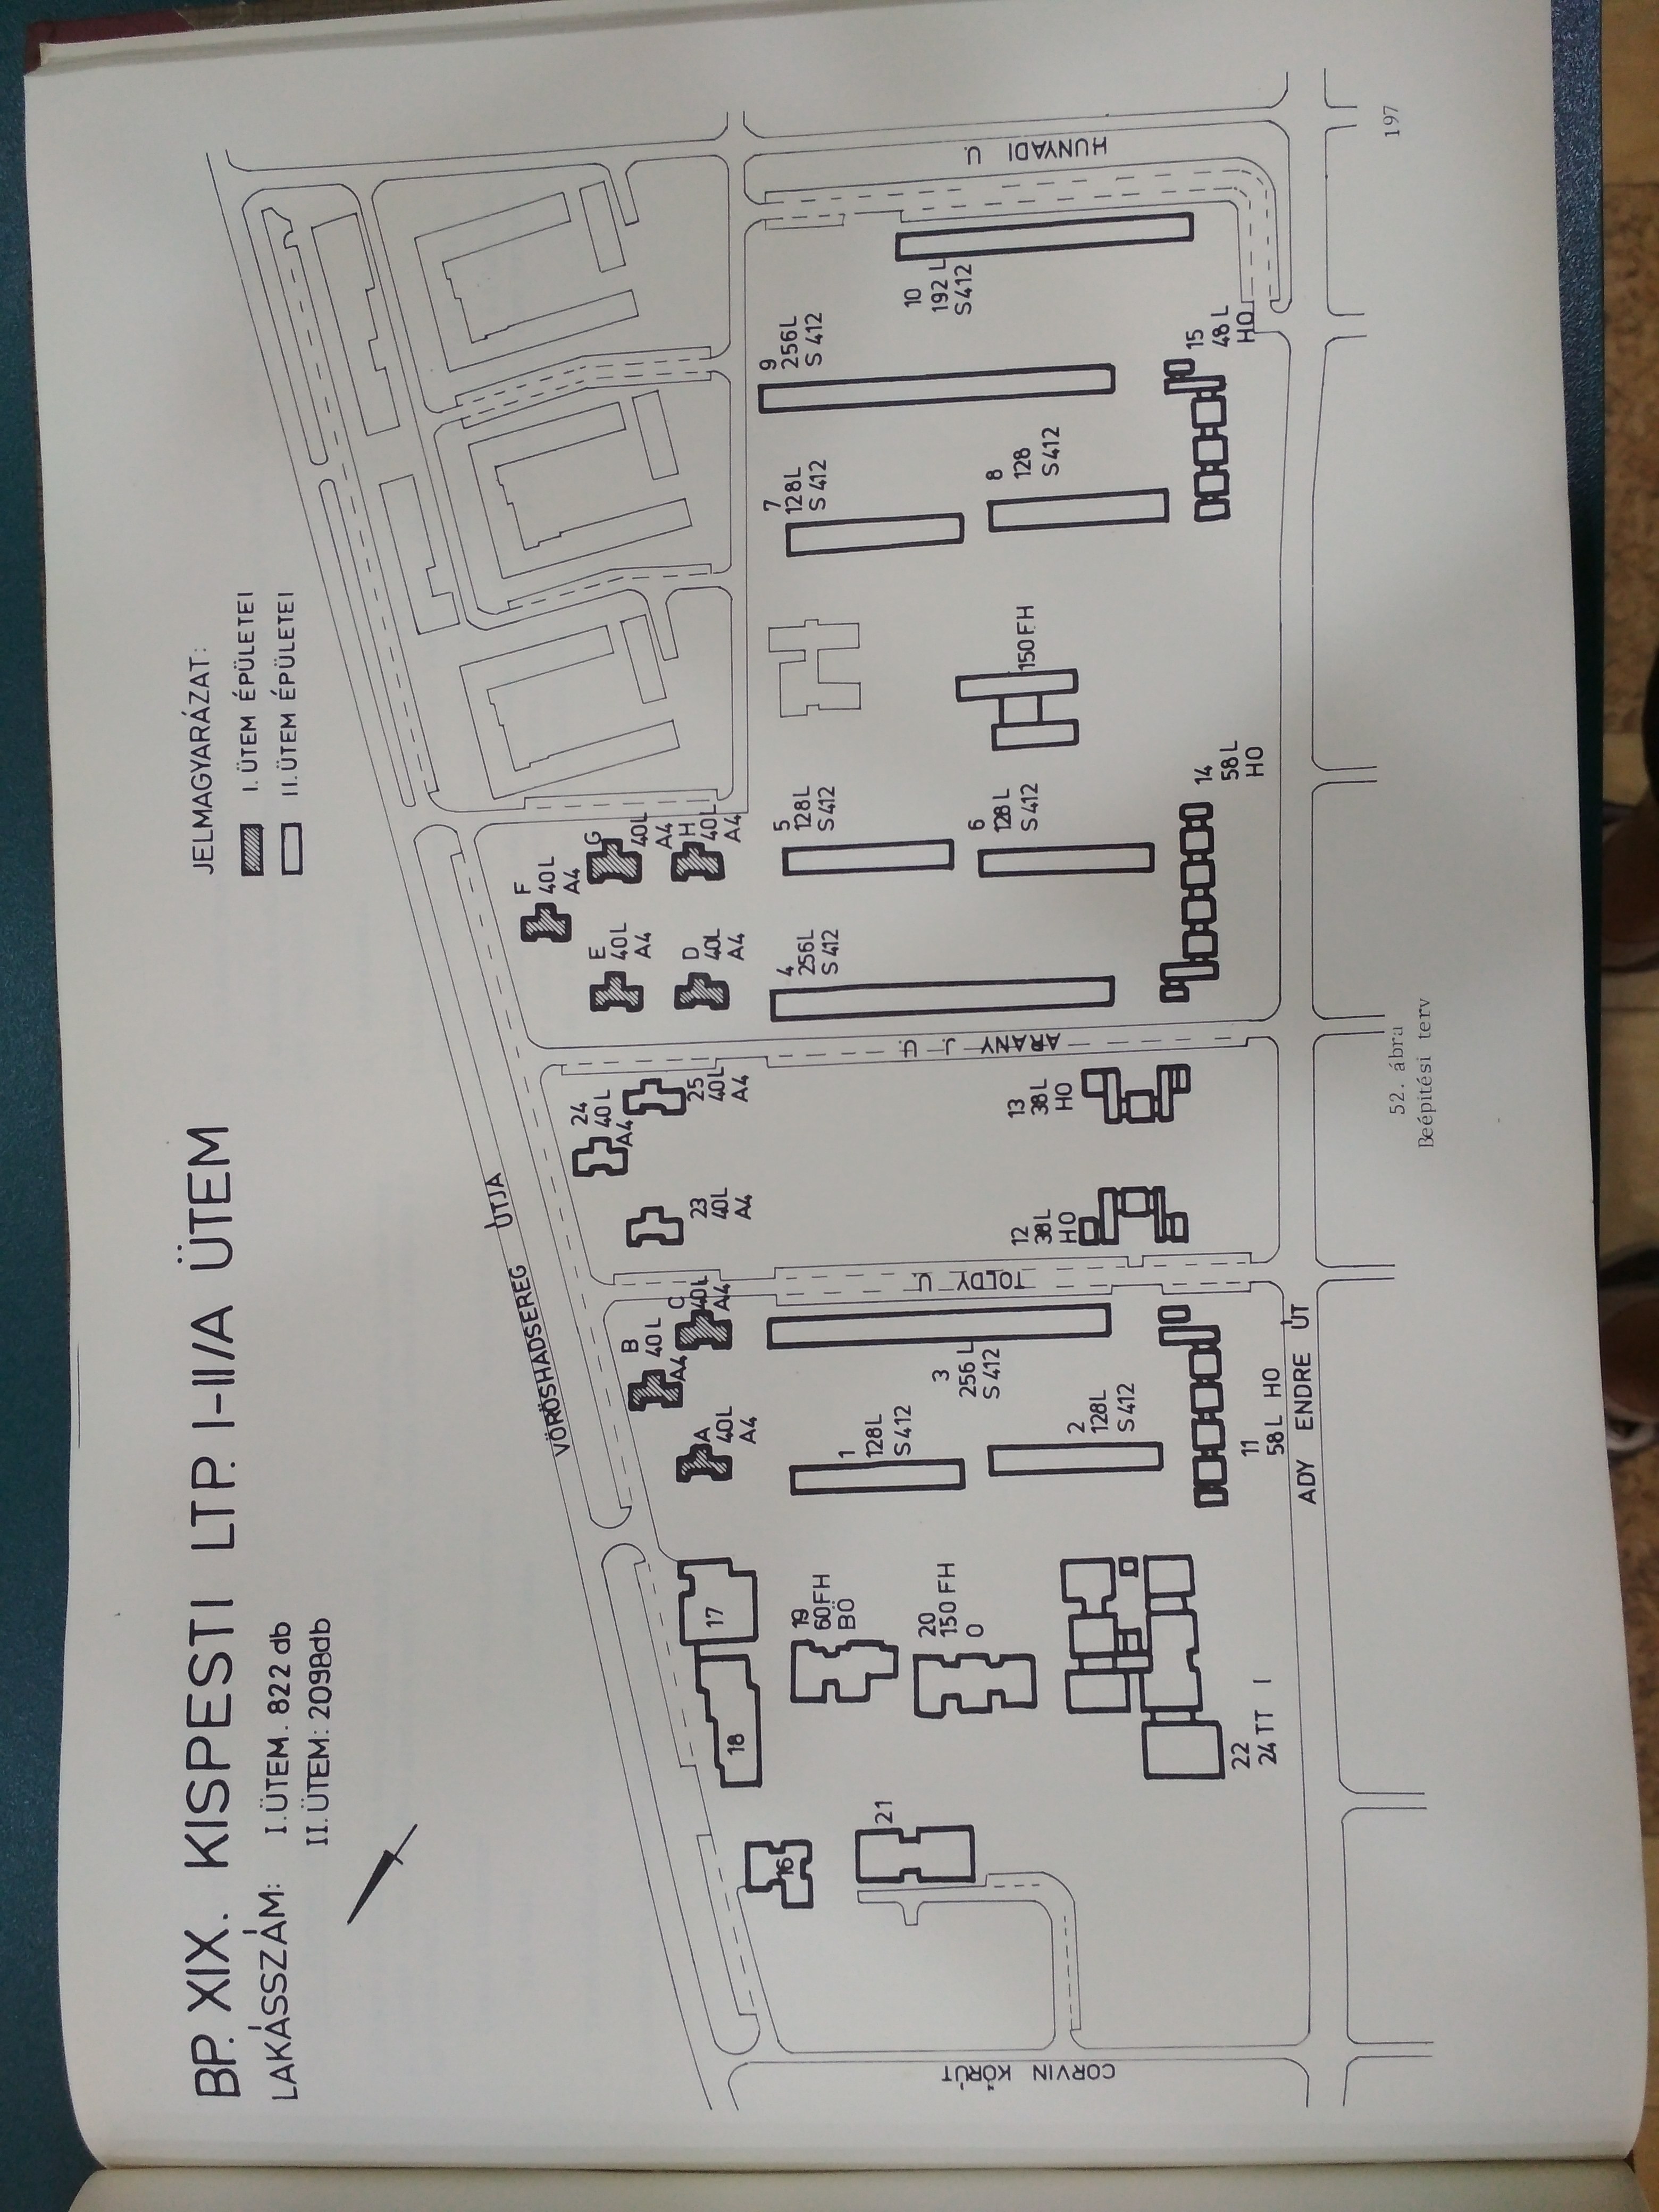 BP. XIX. KISPESTI LTP. I-II/A ÜTEM
LAKÁSSZÁM: I. ÜTEM. 822 db
II. ÜTEM: 2098db
JELMAGYARÁZAT:
I. ÜTEM ÉPÜLETEI
II. ÜTEM ÉPÜLETEI
VÖRÖSHADSEREG ÚTJA
F
40L
A4
E
40L
A4
G
40L
A4
D
40L
A4
H
40L
A4
24
40L
A4
25
40L
A4
23
40L
A4
B
40L
A4
C
40L
A4
A
40L
A4
17
18
16
19
60FH
BÖ
20
150FH
O
21
22
24 TT I
1
128L
S412
2
128L
S412
3
256L
S412
4
256L
S412
5
128L
S412
6
128L
S412
7
128L
S412
8
128
S412
9
256L
S412
10
192L
S412
150FH
11
58L HO
12
38L
HO
13
38L
HO
14
58L
HO
15
48L
HO
CORVIN KÖRÚT
TOLDY U.
ARANY J. U.
HUNYADI U.
ADY ENDRE ÚT
52. ábra
Beépítési terv
197